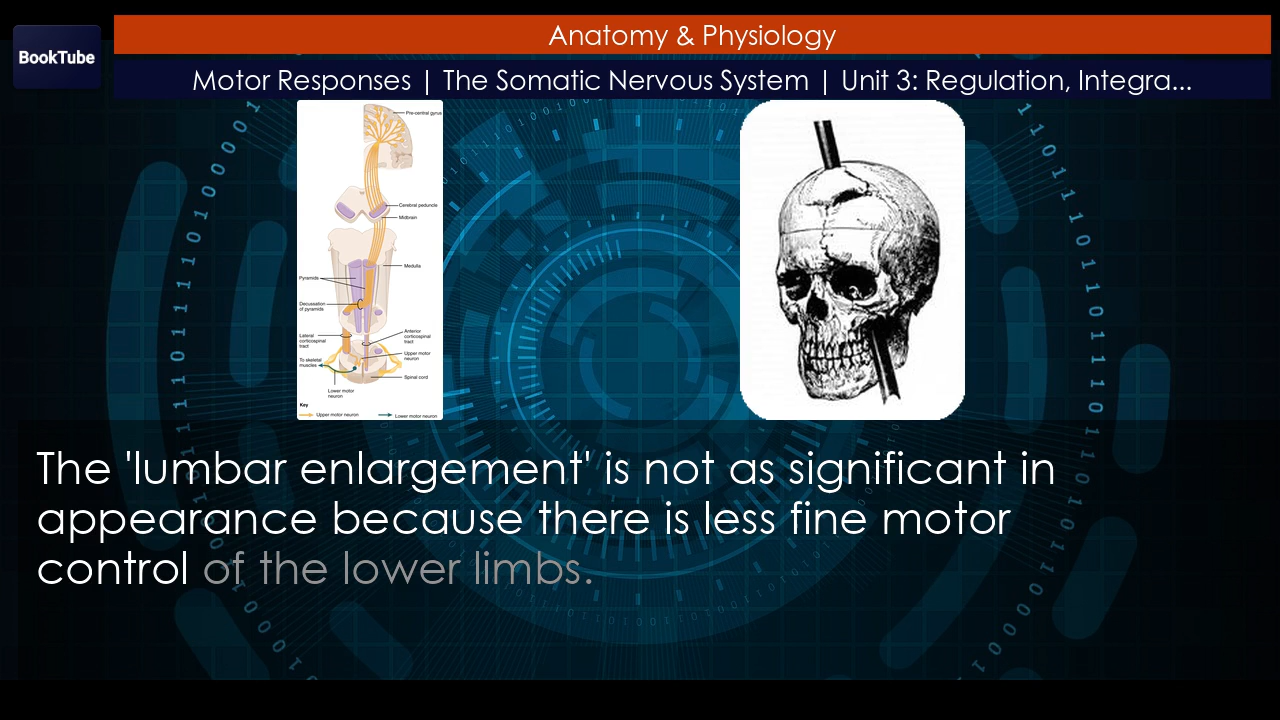 BookTube
Anatomy & Physiology
Motor Responses | The Somatic Nervous System | Unit 3: Regulation, Integra...
Pre-central gyrus
Cerebral peduncle
Midbrain
Medulla
Pyramids
Decussation
of pyramids
Lateral
corticospinal
tract
Anterior
corticospinal
tract
To skeletal
muscles
Upper motor
neuron
Spinal cord
Lower motor
neuron
Key
Upper motor neuron
Lower motor neuron
The 'lumbar enlargement' is not as significant in
appearance because there is less fine motor
control of the lower limbs.